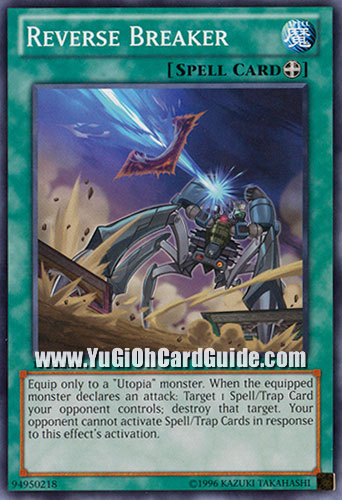 REVERSE BREAKER
魔
[SPELL CARD]
www.YuGiOhCardGuide.com
Equip only to a "Utopia" monster. When the equipped
monster declares an attack: Target 1 Spell/Trap Card
your opponent controls; destroy that target. Your
opponent cannot activate Spell/Trap Cards in response
to this effect's activation.
94950218
©1996 KAZUKI TAKAHASHI